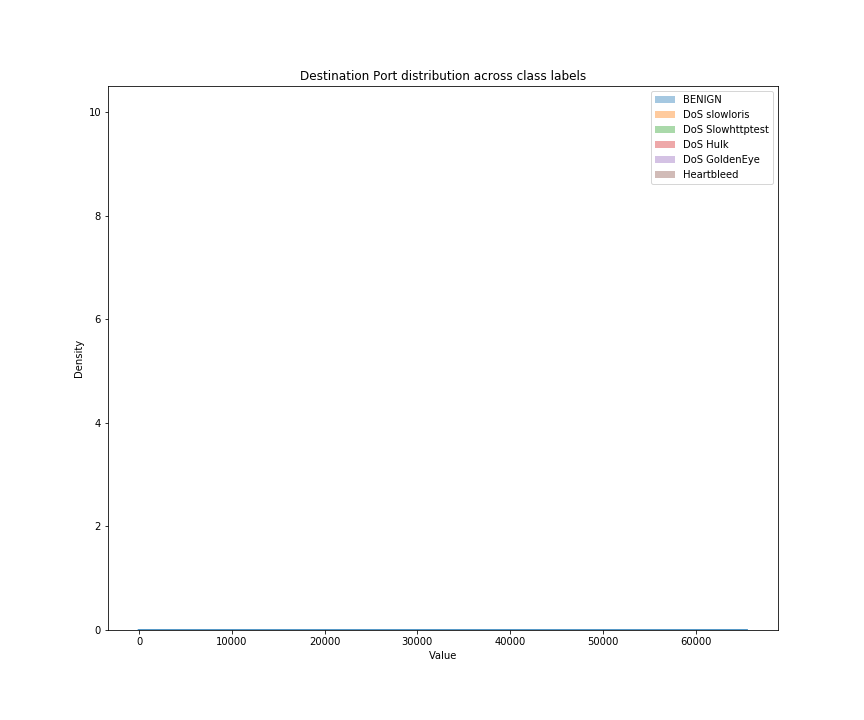 Destination Port distribution across class labels
BENIGN
DoS slowloris
DoS Slowhttptest
DoS Hulk
DoS GoldenEye
Heartbleed
10
8
6
4
2
0
Density
0 10000 20000 30000 40000 50000 60000
Value